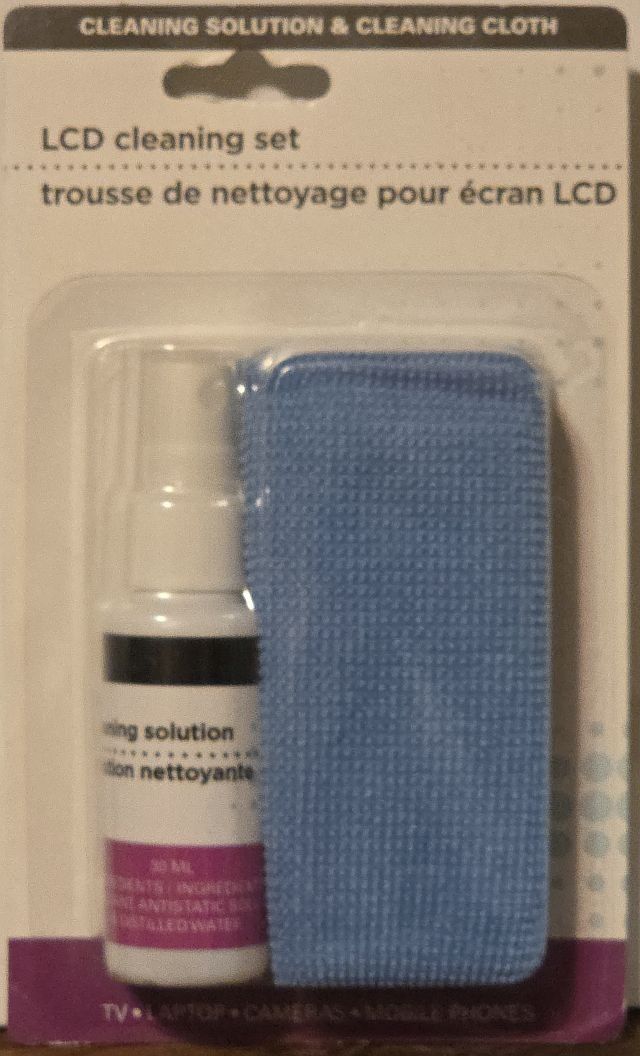 CLEANING SOLUTION & CLEANING CLOTH
LCD cleaning set
trousse de nettoyage pour écran LCD
solution
nettoyante
30 ML
ANTISTATIC
DISTILLED WATER
TV • LAPTOP • CAMERAS • MOBILE PHONES